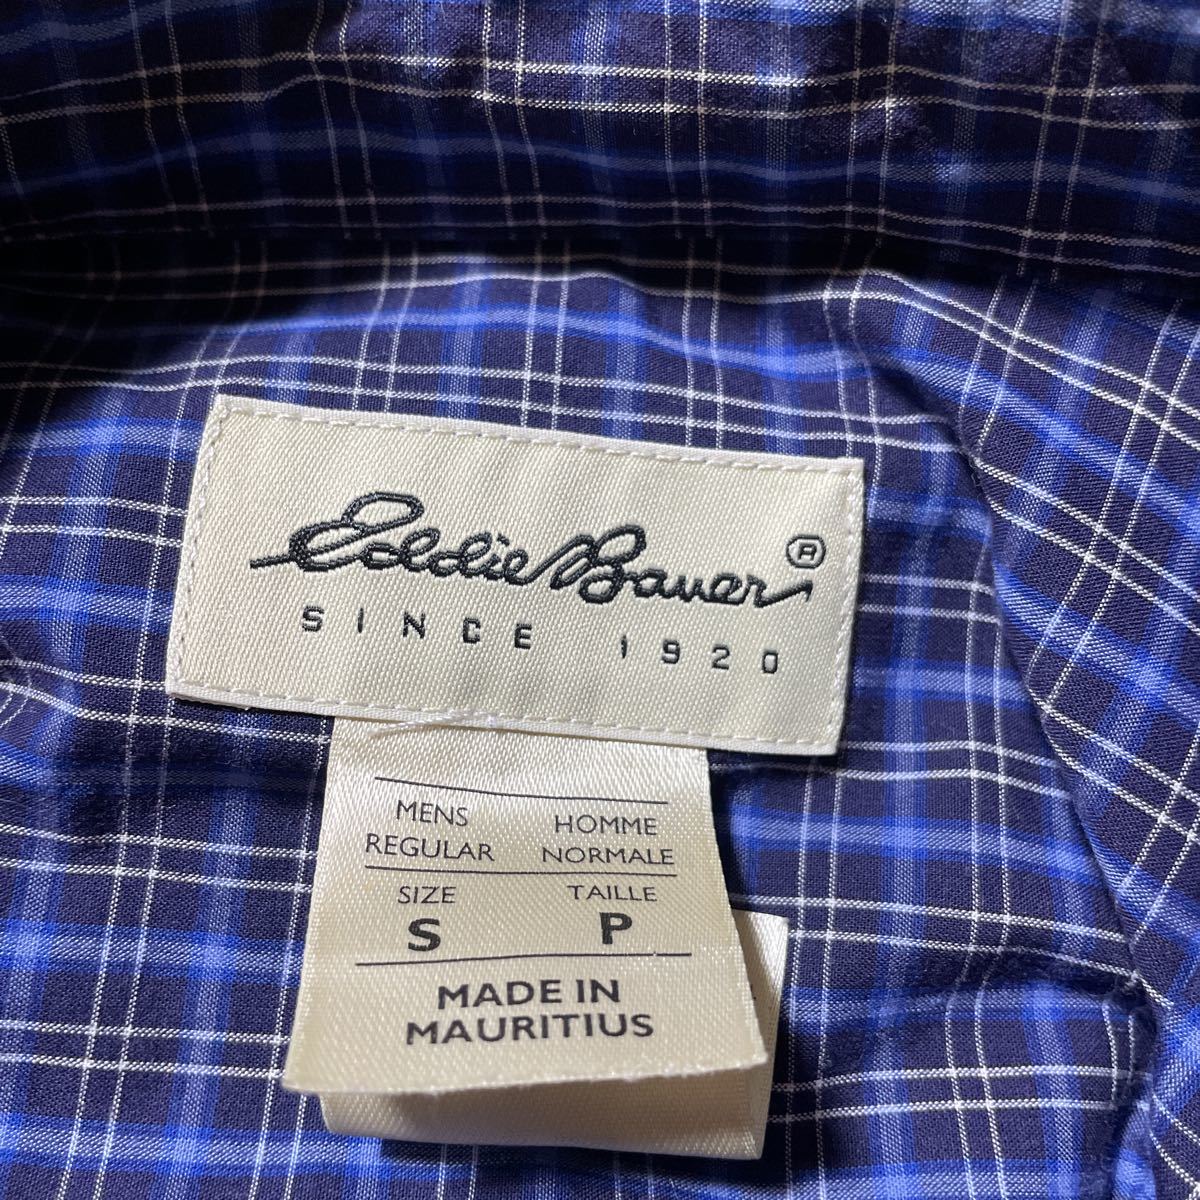 Eddie Bauer ®
SINCE 1920
MENS HOMME
REGULAR NORMALE
SIZE TAILLE
S P
MADE IN
MAURITIUS